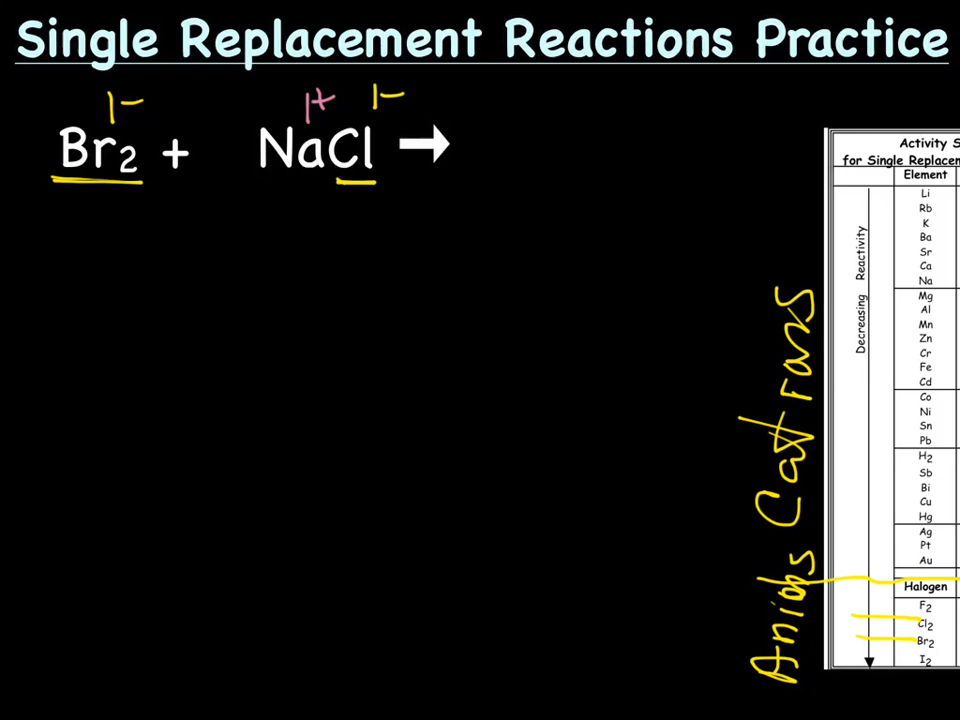 Single Replacement Reactions Practice
1- 1+ 1-
Br2 + NaCl →
Activity S
for Single Replacem
Element
Decreasing Reactivity
Li
Rb
K
Ba
Sr
Ca
Na
Mg
Al
Mn
Zn
Cr
Fe
Cd
Co
Ni
Sn
Pb
H2
Sb
Bi
Cu
Hg
Ag
Pt
Au
Halogen
F2
Cl2
Br2
I2
Cations
Anions